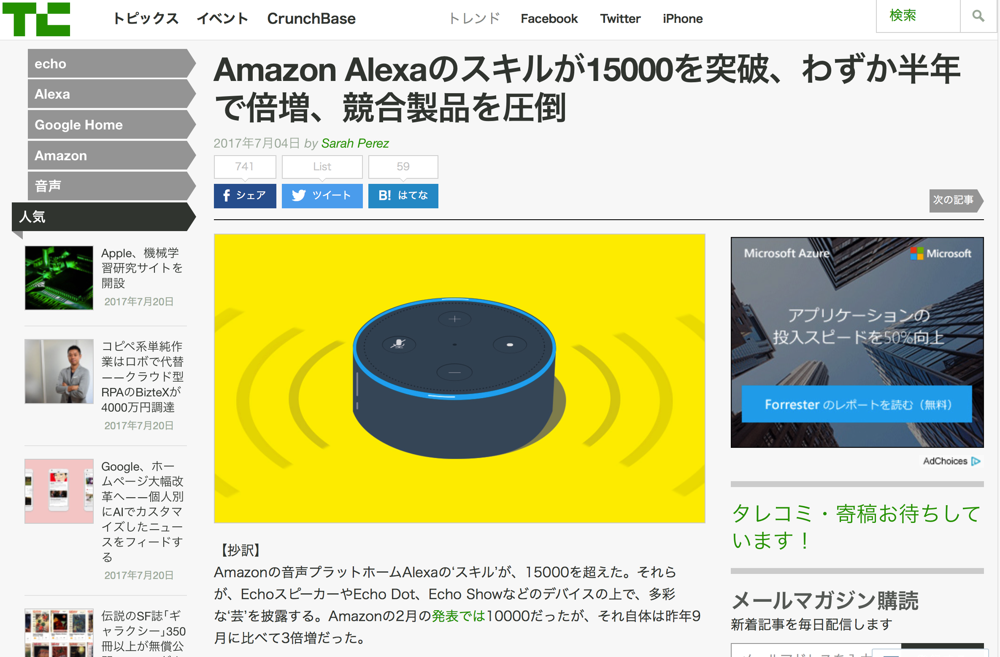 TC
トピックス イベント CrunchBase トレンド Facebook Twitter iPhone 検索
echo
Alexa
Google Home
Amazon
音声
人気
Apple、機械学
習研究サイトを
開設
2017年7月20日
コピペ系単純作
業はロボで代替
——クラウド型
RPAのBizteXが
4000万円調達
2017年7月20日
Google、ホー
ムページ大幅改
革へ——個人別
にAIでカスタマ
イズしたニュー
スをフィードす
る
2017年7月20日
伝説のSF誌「ギ
ャラクシー」350
冊以上が無償公
Amazon Alexaのスキルが15000を突破、わずか半年
で倍増、競合製品を圧倒
2017年7月04日 by Sarah Perez
741 List 59
シェア ツイート B! はてな
次の記事
【抄訳】
Amazonの音声プラットホームAlexaの‘スキル’が、15000を超えた。それら
が、EchoスピーカーやEcho Dot、Echo Showなどのデバイスの上で、多彩
な‘芸’を披露する。Amazonの2月の発表では10000だったが、それ自体は昨年9
月に比べて3倍増だった。
Microsoft Azure Microsoft
アプリケーションの
投入スピードを50%向上
Forrester のレポートを読む（無料）
AdChoices
タレコミ・寄稿お待ちして
います！
メールマガジン購読
新着記事を毎日配信します